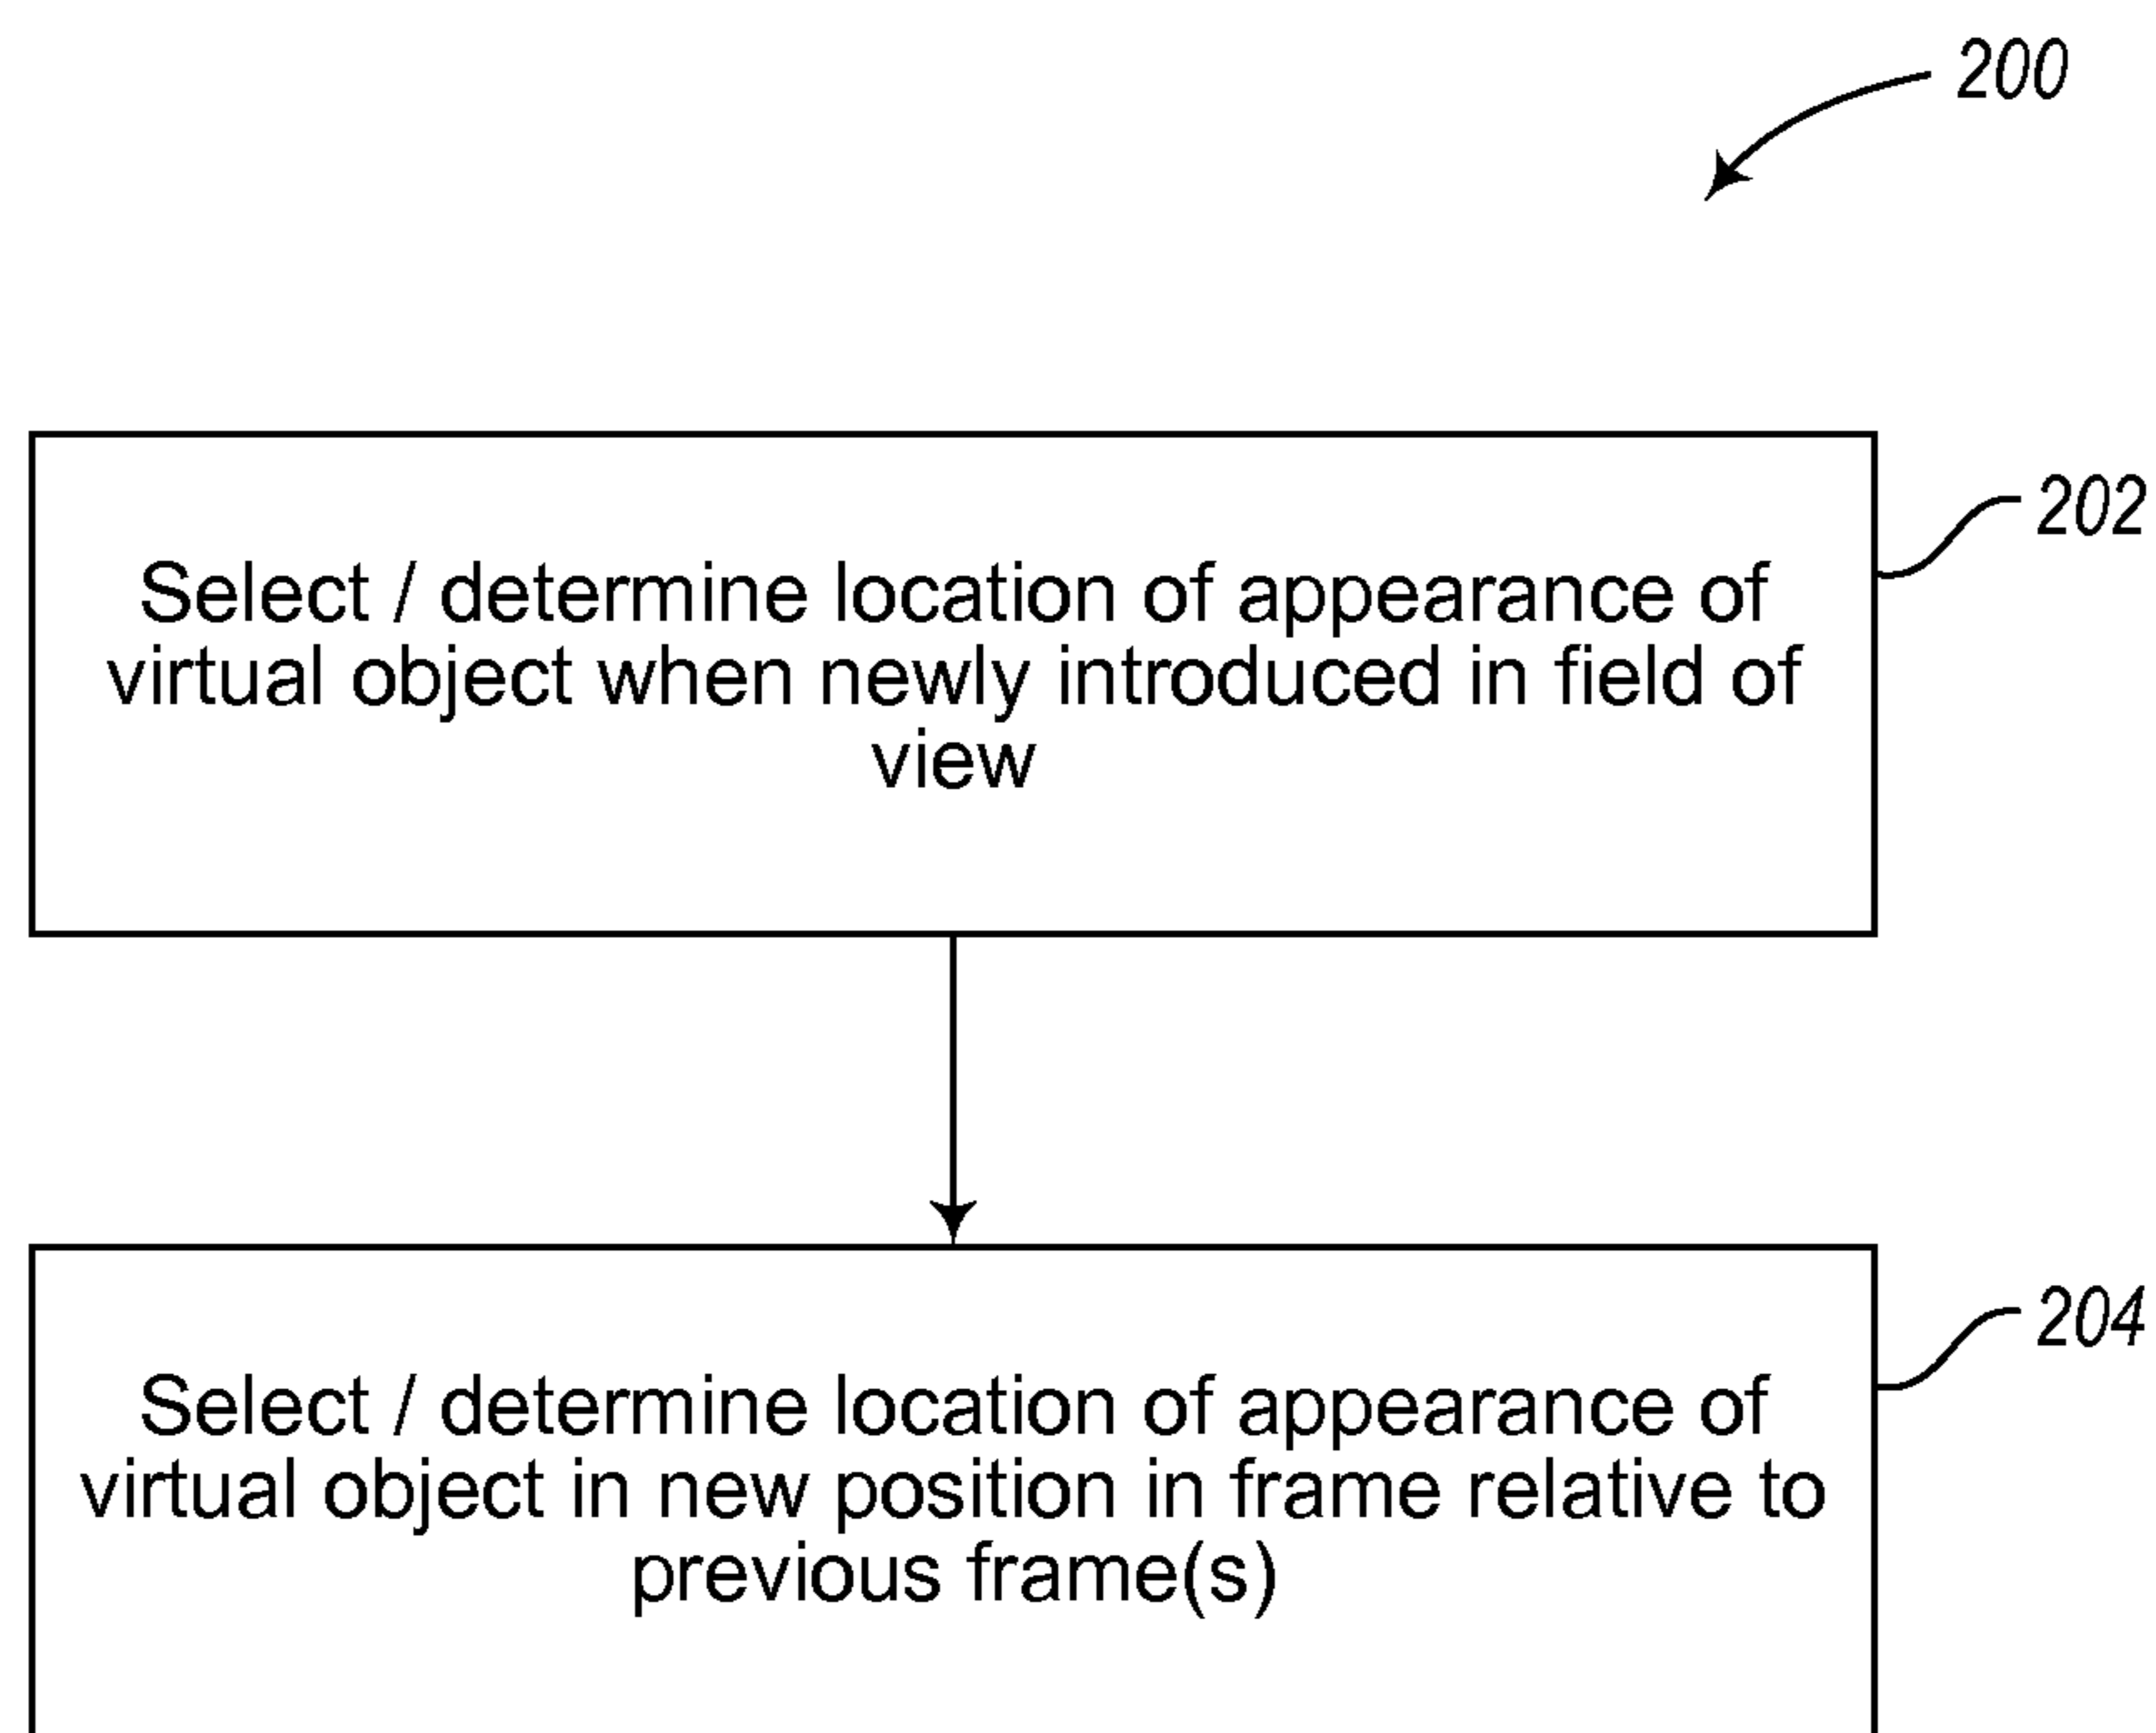 200
202
Select / determine location of appearance of
virtual object when newly introduced in field of
view
204
Select / determine location of appearance of
virtual object in new position in frame relative to
previous frame(s)